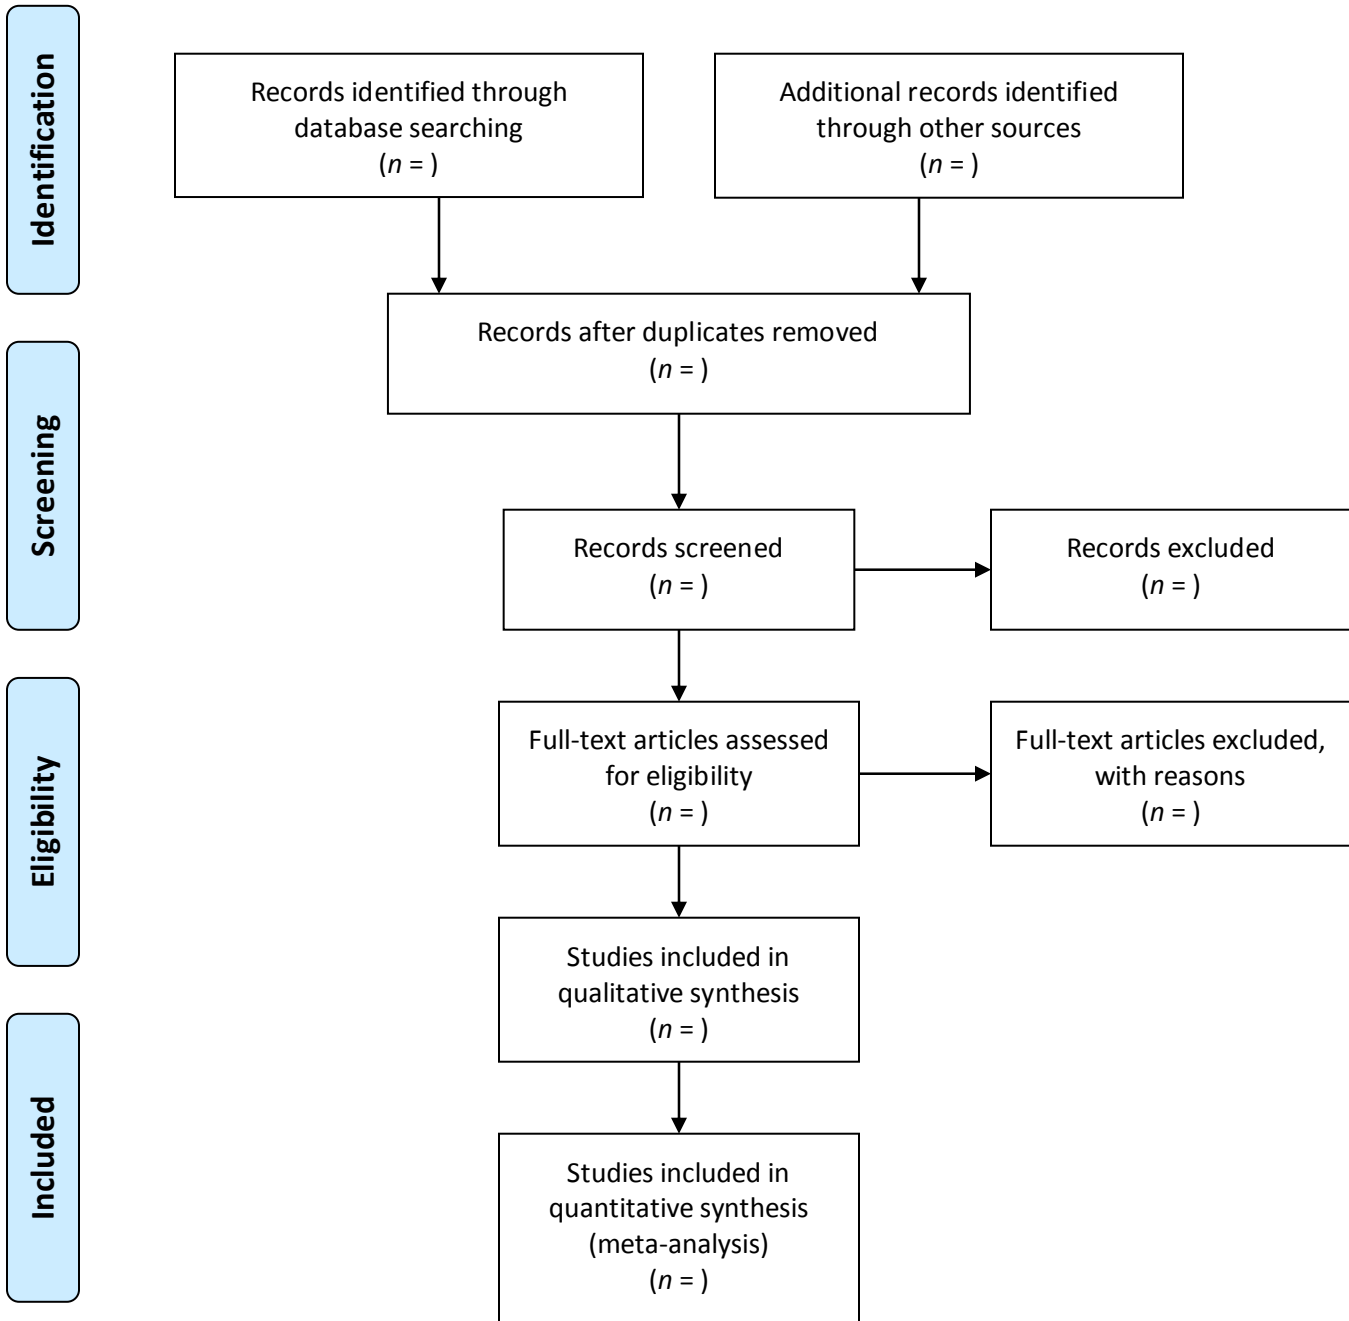 Identification
Records identified through
database searching
(n = )
Additional records identified
through other sources
(n = )
Records after duplicates removed
(n = )
Screening
Records screened
(n = )
Records excluded
(n = )
Eligibility
Full-text articles assessed
for eligibility
(n = )
Full-text articles excluded,
with reasons
(n = )
Studies included in
qualitative synthesis
(n = )
Included
Studies included in
quantitative synthesis
(meta-analysis)
(n = )